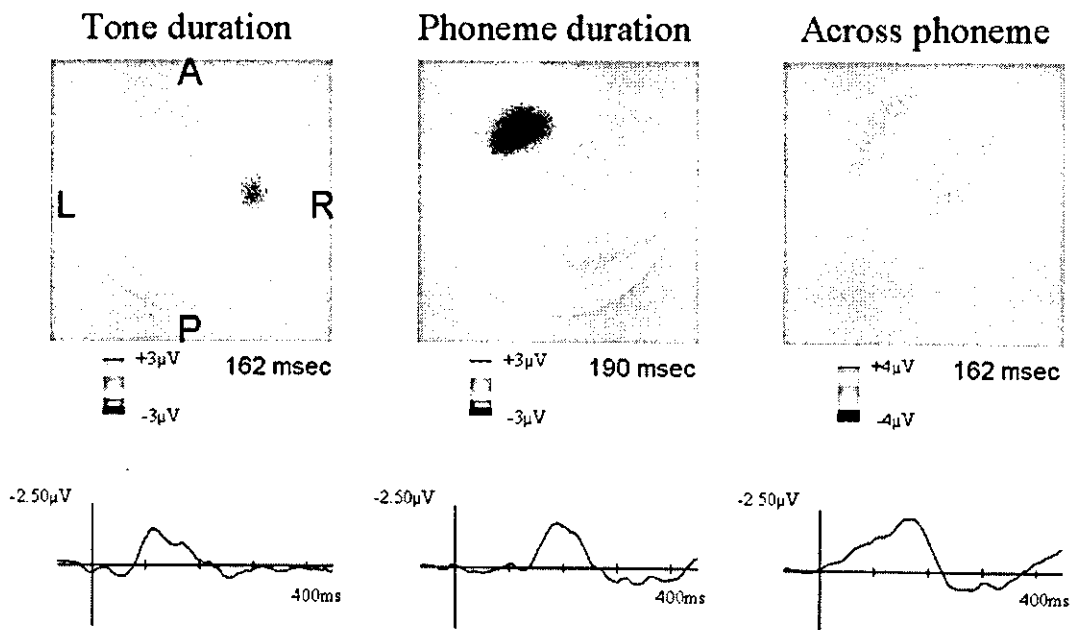 Tone duration
Phoneme duration
Across phoneme
A
L
R
P
+3μV
-3μV
162 msec
+3μV
-3μV
190 msec
+4μV
-4μV
162 msec
-2.50μV
400ms
-2.50μV
400ms
-2.50μV
400ms